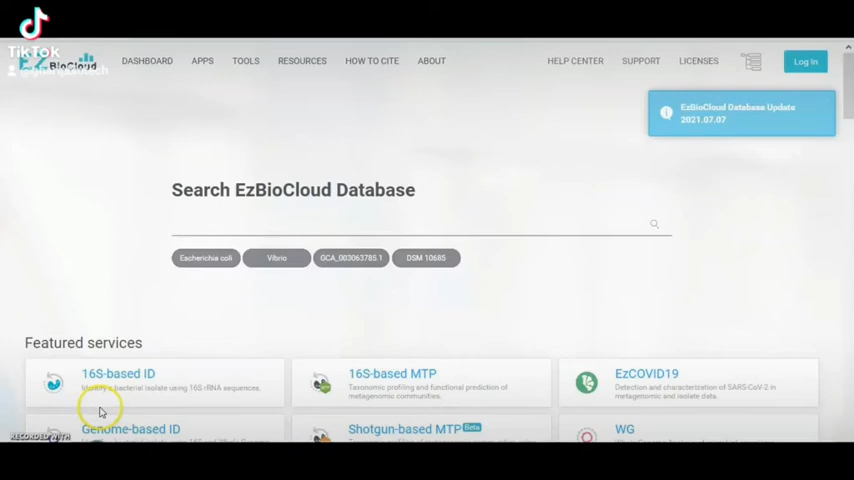 TikTok
EZBioCloud
DASHBOARD APPS TOOLS RESOURCES HOW TO CITE ABOUT HELP CENTER SUPPORT LICENSES Log In
EzBioCloud Database Update
2021.07.07
Search EzBioCloud Database
Escherichia coli Vibrio GCA_003063785.1 DSM 10685
Featured services
16S-based ID
Identify a bacterial isolate using 16S rRNA sequences.
16S-based MTP
Taxonomic profiling and functional prediction of
metagenomic communities.
EzCOVID19
Detection and characterization of SARS-CoV-2 in
metagenomic and isolate data.
Genome-based ID
Shotgun-based MTP Beta
WG
RECORDED WITH